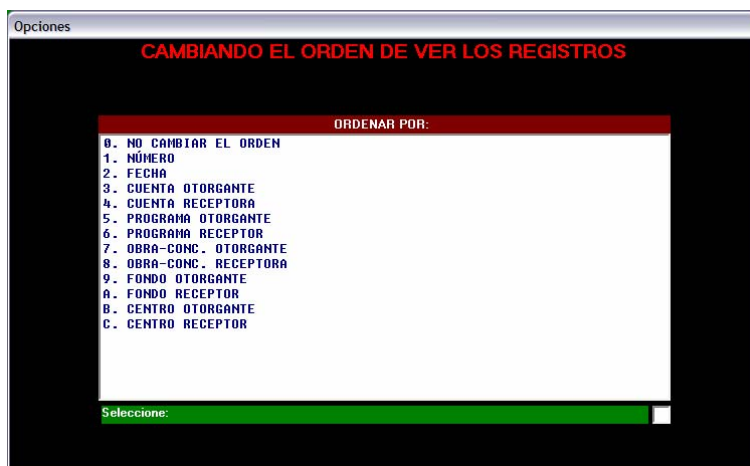 Opciones
CAMBIANDO EL ORDEN DE VER LOS REGISTROS
ORDENAR POR:
0. NO CAMBIAR EL ORDEN
1. NÚMERO
2. FECHA
3. CUENTA OTORGANTE
4. CUENTA RECEPTORA
5. PROGRAMA OTORGANTE
6. PROGRAMA RECEPTOR
7. OBRA-CONC. OTORGANTE
8. OBRA-CONC. RECEPTORA
9. FONDO OTORGANTE
A. FONDO RECEPTOR
B. CENTRO OTORGANTE
C. CENTRO RECEPTOR
Seleccione: